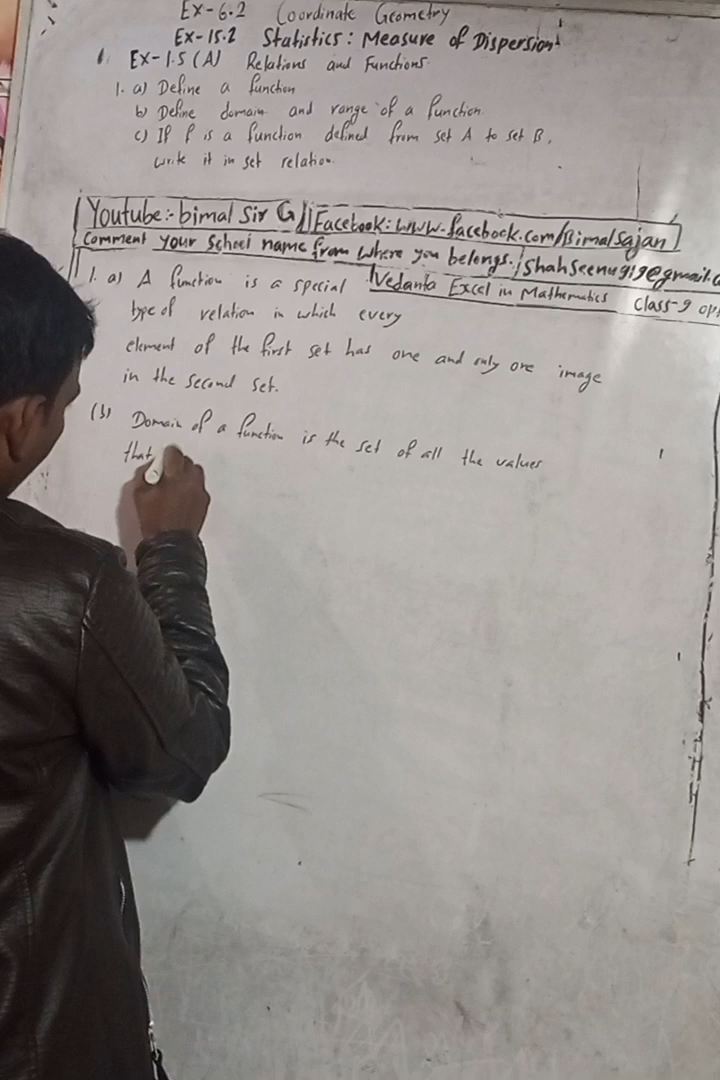 Ex-6.2 Coordinate Geometry
Ex-15.2 Statistics: Measure of Dispersion
Ex-1.5 (A) Relations and Functions
1. a) Define a function
b) Define domain and range of a function.
c) If f is a function defined from set A to set B,
write it in set relation.
Youtube:- bimal Sir G || Facebook: www.facebook.com/Bimalsajan
Comment your School name from where you belongs. / Shahseenu919@gmail.c
Vedanta Excel in Mathematics Class-9 opt
1. a) A function is a special
type of relation in which every
element of the first set has one and only one image
in the second set.
(b) Domain of a function is the set of all the values
that